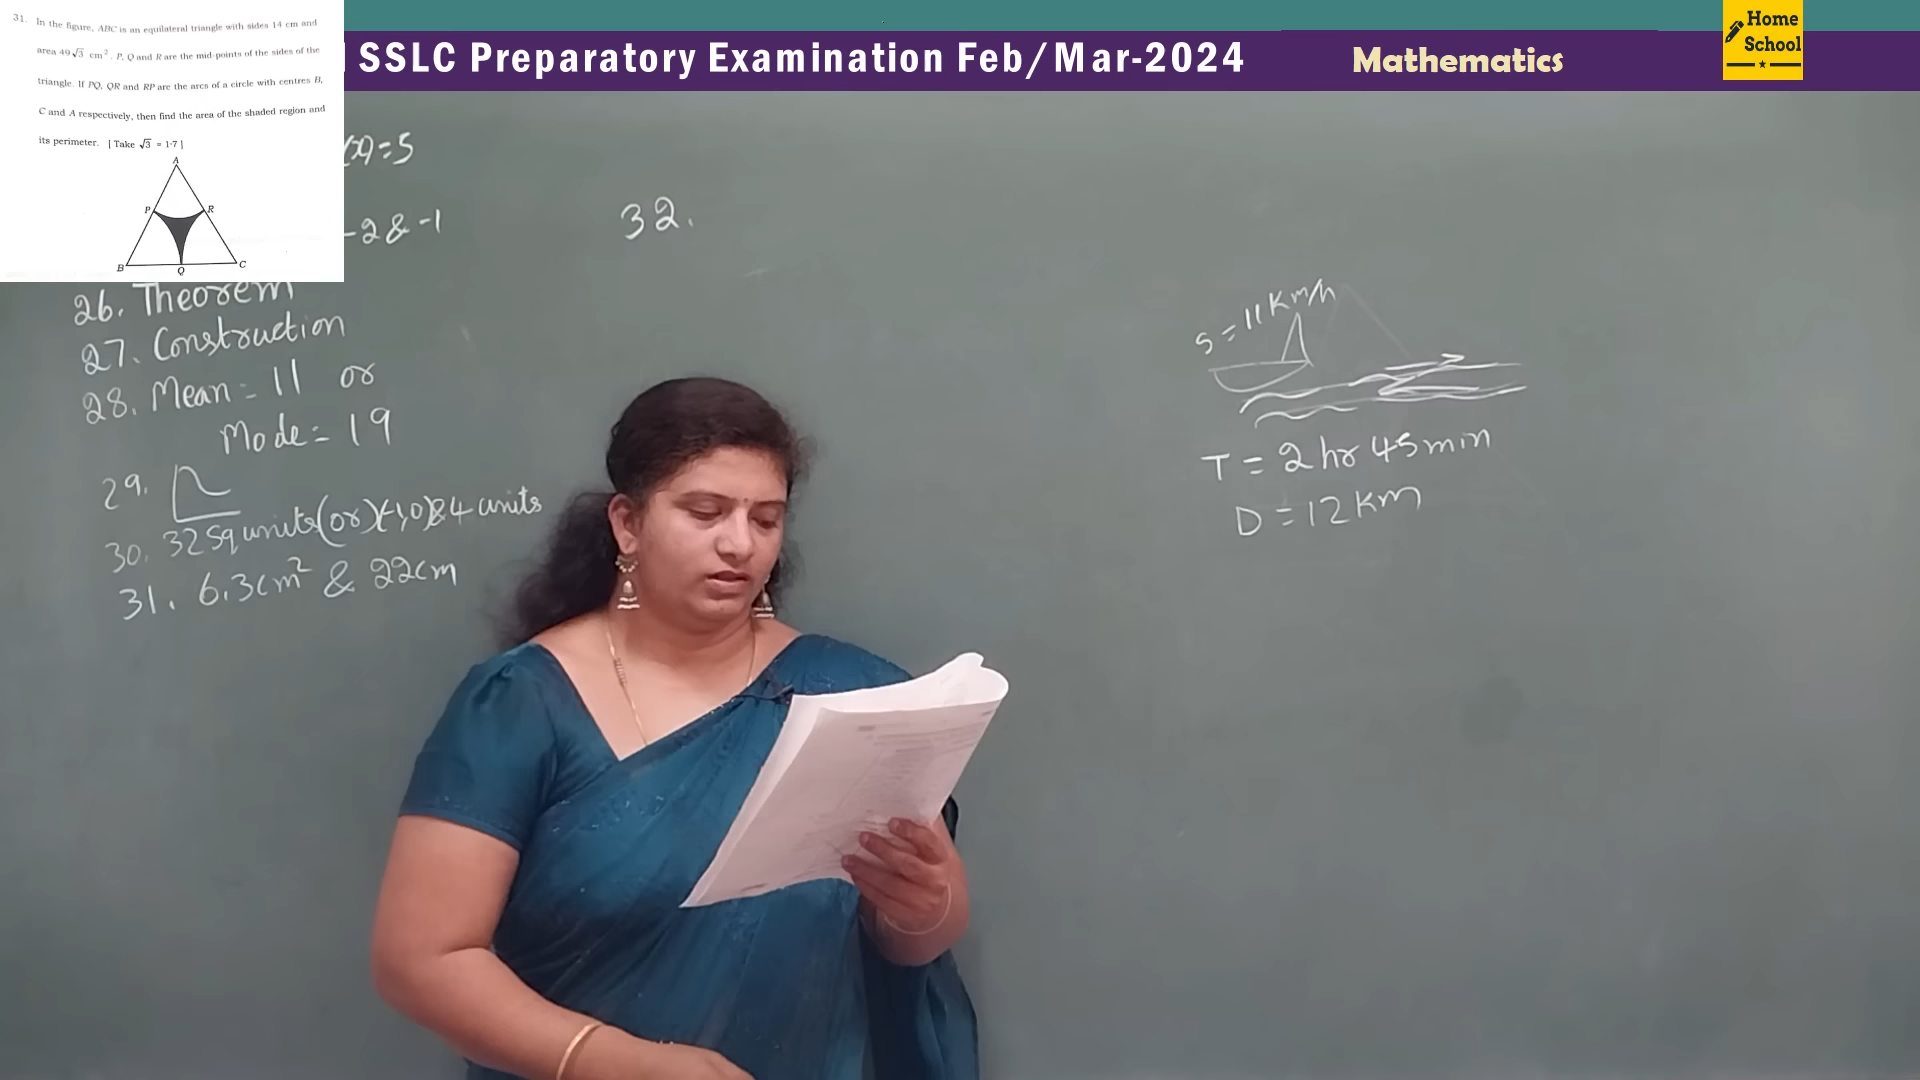 31. In the figure, ABC is an equilateral triangle with sides 14 cm and
area 49√3 cm². P, Q and R are the mid-points of the sides of the
triangle. If PQ, QR and RP are the arcs of a circle with centres B,
C and A respectively, then find the area of the shaded region and
its perimeter. [ Take √3 = 1·7 ]
A
P R
B Q C
SSLC Preparatory Examination Feb/Mar-2024
Mathematics
Home
School
(x)=5
-2 & -1
26. Theorem
27. Construction
28. Mean = 11 or
Mode = 19
29.
30. 32 sq units (or) (-1,0) & 4 units
31. 6.3cm² & 22cm
32.
S = 11 Km/h
T = 2 hr 45 min
D = 12 Km